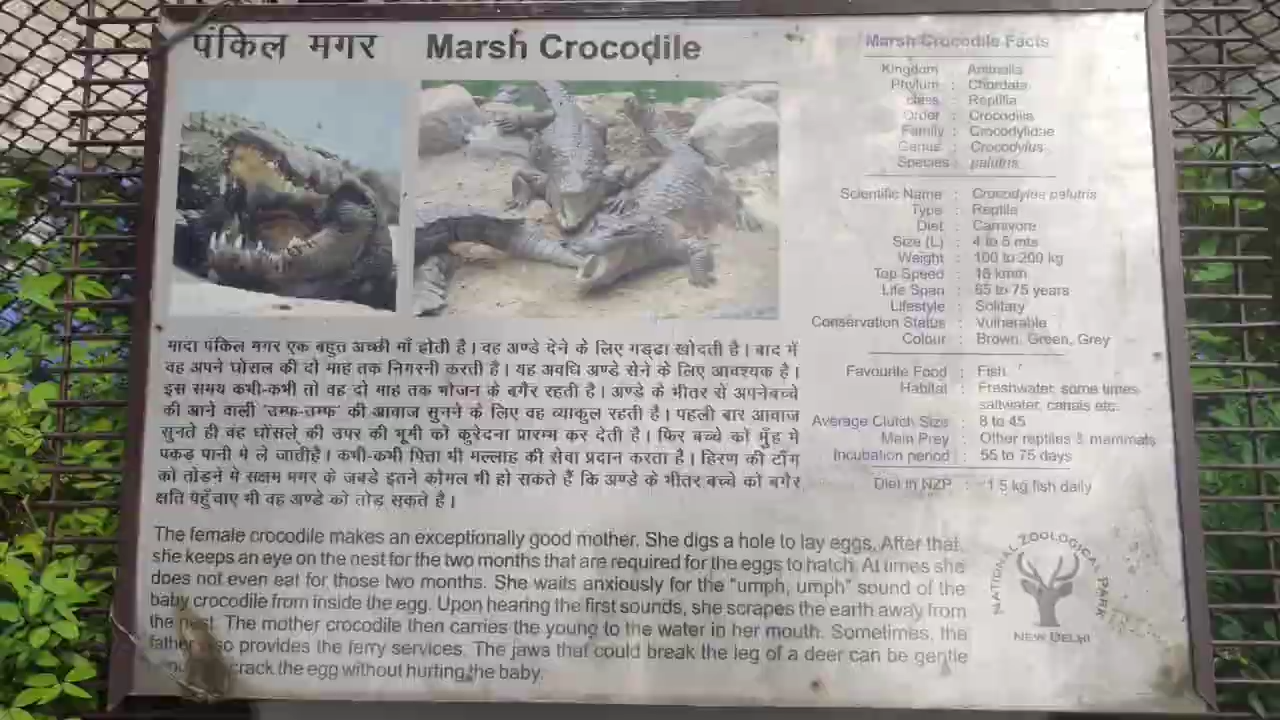 पंकिल मगर
Marsh Crocodile
मादा पंकिल मगर एक बहुत अच्छी माँ होती है। वह अण्डे देने के लिए गड्ढा खोदती है। बाद में
वह अपने घोसल की दो माह तक निगरनी करती है। यह अवधि अण्डे सेने के लिए आवश्यक है।
इस समय कभी-कभी तो वह दो माह तक भोजन के बगैर रहती है। अण्डे के भीतर से अपनेबच्चे
की आने वाली 'उम्फ-उम्फ' की आवाज सुनने के लिए वह व्याकुल रहती है। पहली बार आवाज
सुनते ही वह घोंसले की उपर की भूमी को कुरेदना प्रारम्भ कर देती है। फिर बच्चे को मुँह मे
पकड़ पानी मे ले जातीहै। कभी-कभी पिता भी मल्लाह की सेवा प्रदान करता है। हिरण की टाँग
को तोड़ने मे सक्षम मगर के जबडे इतने कोमल भी हो सकते हैं कि अण्डे के भीतर बच्चे को बगैर
क्षति पहुँचाए भी वह अण्डे को तोड़ सकते है।
The female crocodile makes an exceptionally good mother. She digs a hole to lay eggs. After that,
she keeps an eye on the nest for the two months that are required for the eggs to hatch. At times she
does not even eat for those two months. She waits anxiously for the "umph, umph" sound of the
baby crocodile from inside the egg. Upon hearing the first sounds, she scrapes the earth away from
the nest. The mother crocodile then carries the young to the water in her mouth. Sometimes, the
father also provides the ferry services. The jaws that could break the leg of a deer can be gentle
crack the egg without hurting the baby.
Marsh Crocodile Facts
Kingdom : Animalia
Phylum : Chordata
class : Reptilia
Order : Crocodilia
Family : Crocodylidae
Genus : Crocodylus
Species : palutris
Scientific Name : Crocodylus palutris
Type : Reptile
Diet : Carnivore
Size (L) : 4 to 5 mts
Weight : 100 to 200 kg
Top Speed : 16 kmh
Life Span : 65 to 75 years
Lifestyle : Solitary
Conservation Status : Vulnerable
Colour : Brown, Green, Grey
Favourite Food : Fish
Habitat : Freshwater, some times
saltwater, canals etc.
Average Clutch Size : 8 to 45
Main Prey : Other reptiles & mammals
Incubation period : 55 to 75 days
Diet in NZP : 1.5 kg fish daily
NATIONAL ZOOLOGICAL PARK
NEW DELHI